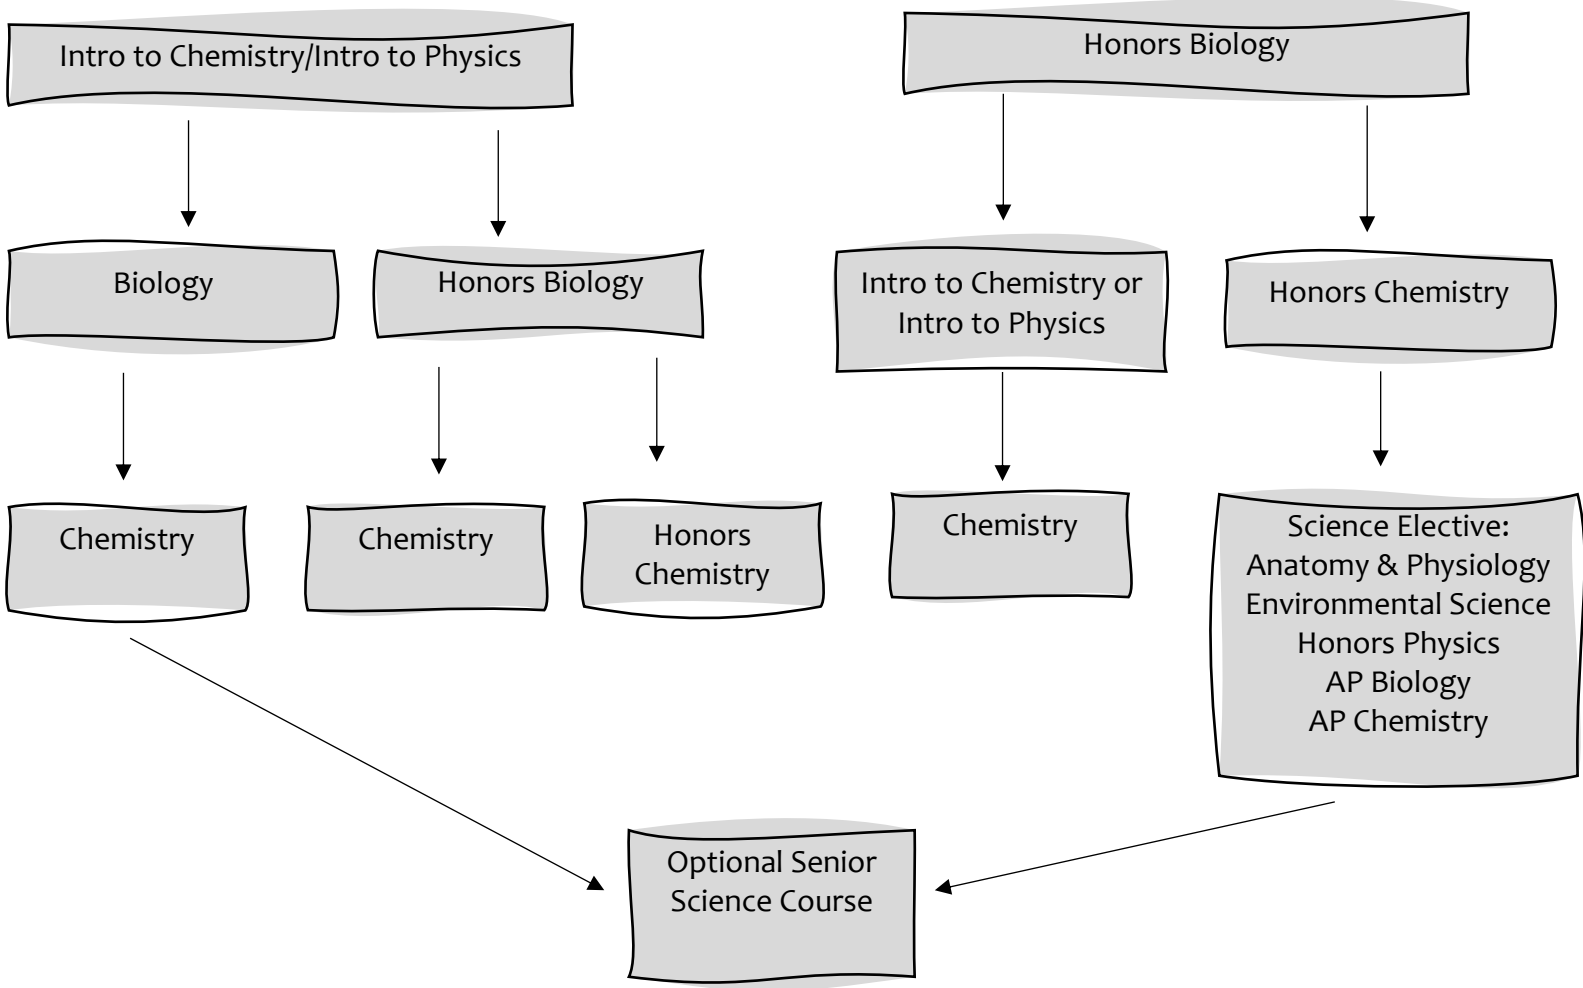 Intro to Chemistry/Intro to Physics
Honors Biology
Biology
Honors Biology
Intro to Chemistry or
Intro to Physics
Honors Chemistry
Chemistry
Chemistry
Honors
Chemistry
Chemistry
Science Elective:
Anatomy & Physiology
Environmental Science
Honors Physics
AP Biology
AP Chemistry
Optional Senior
Science Course